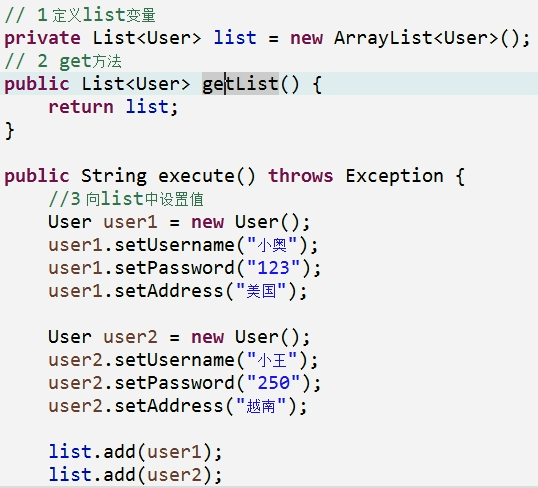 // 1 定义list变量
private List<User> list = new ArrayList<User>();
// 2 get方法
public List<User> getList() {
    return list;
}

public String execute() throws Exception {
    //3 向list中设置值
    User user1 = new User();
    user1.setUsername("小奥");
    user1.setPassword("123");
    user1.setAddress("美国");

    User user2 = new User();
    user2.setUsername("小王");
    user2.setPassword("250");
    user2.setAddress("越南");

    list.add(user1);
    list.add(user2);